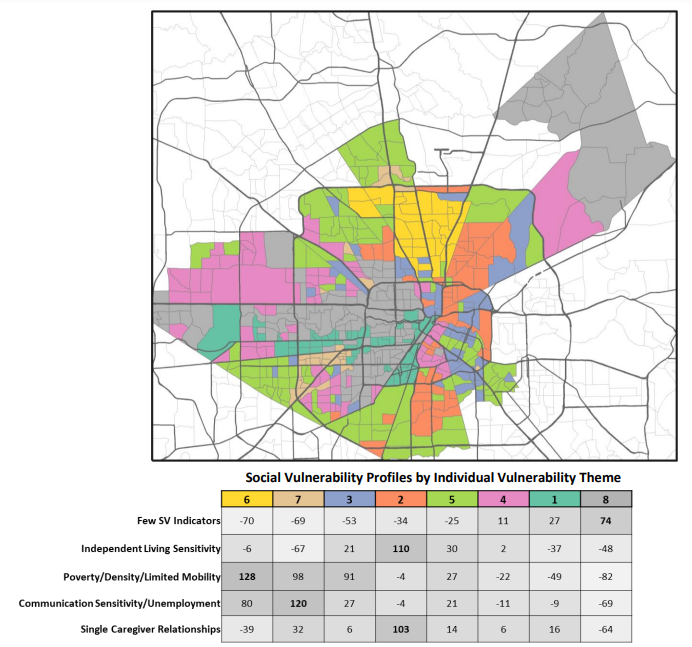 Social Vulnerability Profiles by Individual Vulnerability Theme
6 7 3 2 5 4 1 8
Few SV Indicators -70 -69 -53 -34 -25 11 27 74
Independent Living Sensitivity -6 -67 21 110 30 2 -37 -48
Poverty/Density/Limited Mobility 128 98 91 -4 27 -22 -49 -82
Communication Sensitivity/Unemployment 80 120 27 -4 21 -11 -9 -69
Single Caregiver Relationships -39 32 6 103 14 6 16 -64